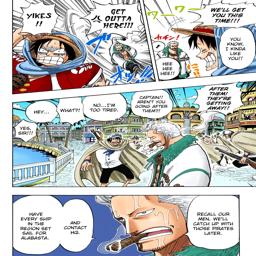 WE'LL GET
YOU THIS
TIME!!!
YIKES
!!
GET
OUTTA
HERE!!!
YOU
KNOW,
I KINDA
LIKE
YOU!!
HEE
HEE
HEE!!
AFTER
THEM!!
THEY'RE
GETTING
AWAY!!
CAPTAIN!
AREN'T YOU
GOING
AFTER THEM?!
NO...I'M
TOO TIRED.
WHAT?!
HEY...
YES,
SIR!!!
RECALL OUR
MEN. WE'LL
CATCH UP WITH
THOSE PIRATES
LATER.
AND
CONTACT
HQ.
HAVE
EVERY SHIP
IN THE
REGION SET
SAIL FOR
ALABASTA.